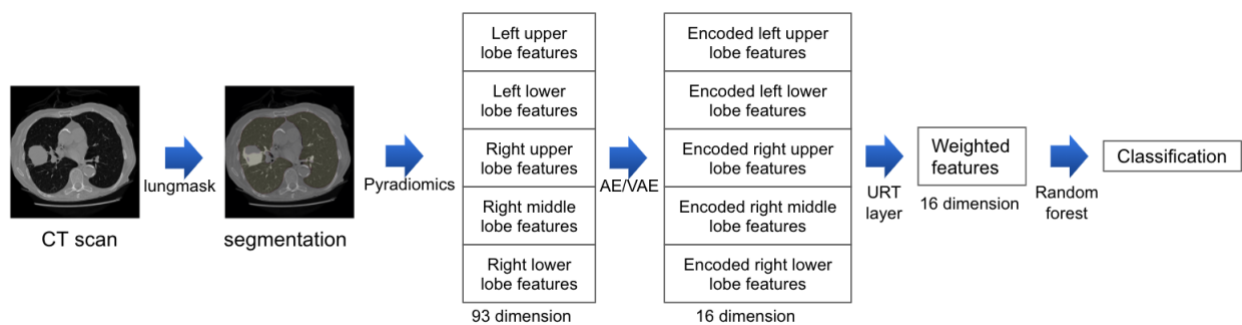 CT scan
lungmask
segmentation
Pyradiomics
Left upper
lobe features
Left lower
lobe features
Right upper
lobe features
Right middle
lobe features
Right lower
lobe features
93 dimension
AE/VAE
Encoded left upper
lobe features
Encoded left lower
lobe features
Encoded right upper
lobe features
Encoded right middle
lobe features
Encoded right lower
lobe features
16 dimension
URT
layer
Weighted
features
16 dimension
Random
forest
Classification